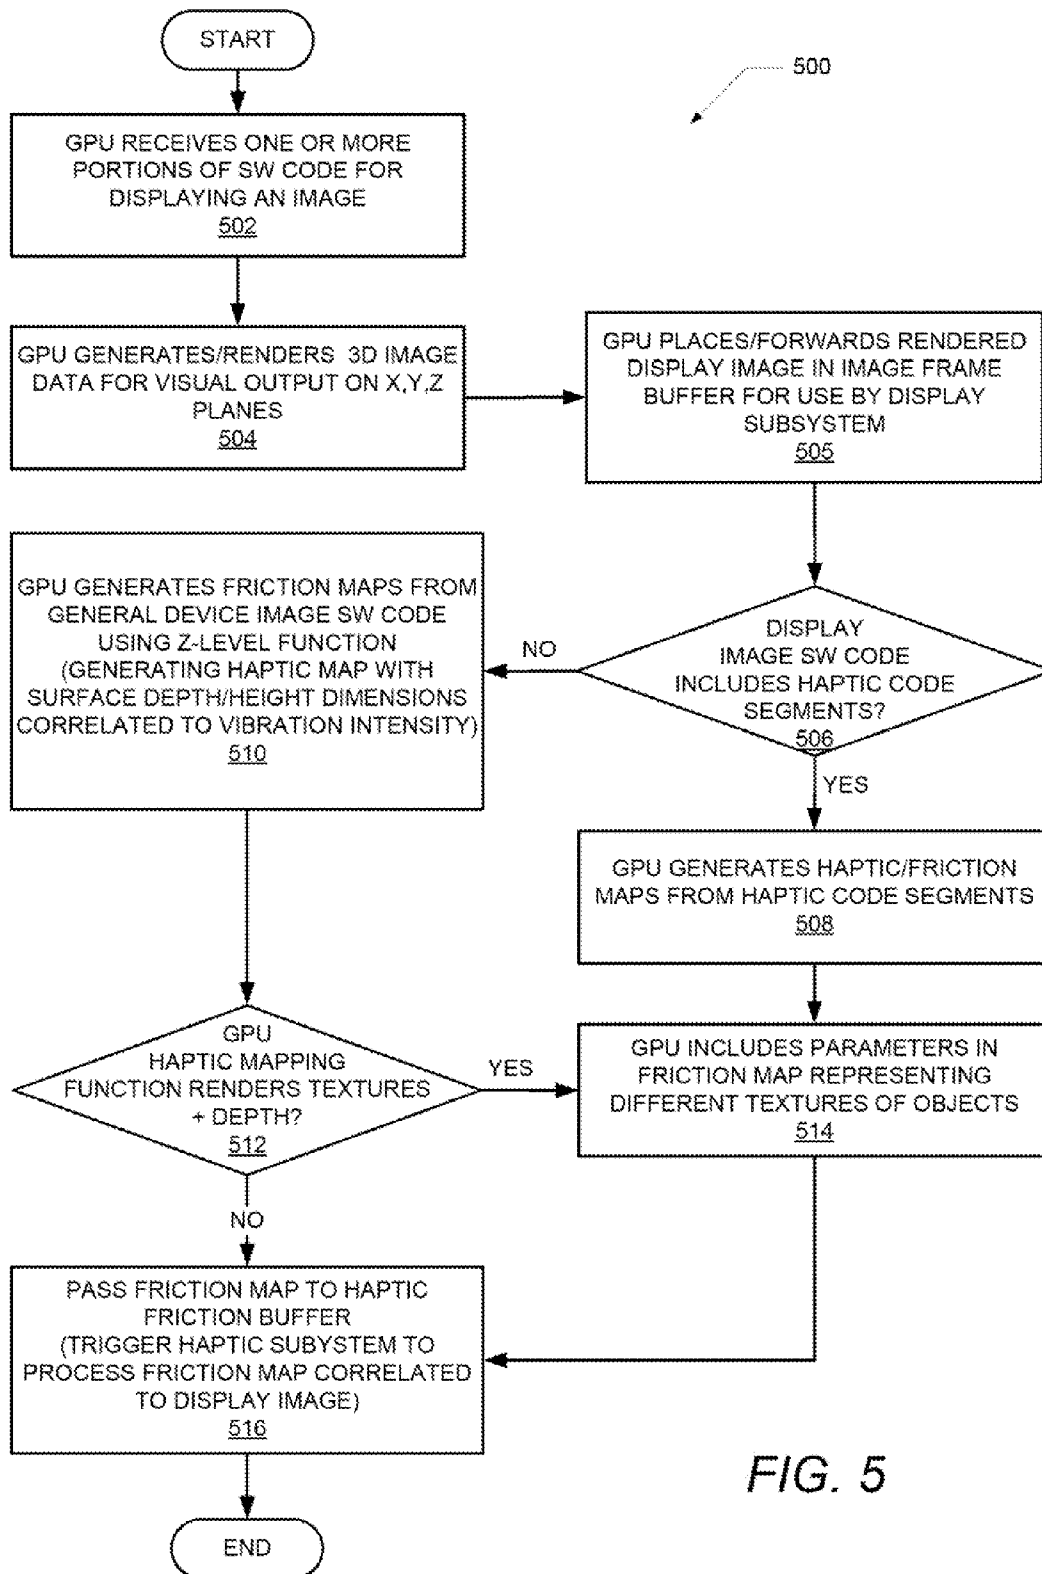 START
500
GPU RECEIVES ONE OR MORE
PORTIONS OF SW CODE FOR
DISPLAYING AN IMAGE
502
GPU GENERATES/RENDERS 3D IMAGE
DATA FOR VISUAL OUTPUT ON X,Y,Z
PLANES
504
GPU PLACES/FORWARDS RENDERED
DISPLAY IMAGE IN IMAGE FRAME
BUFFER FOR USE BY DISPLAY
SUBSYSTEM
505
DISPLAY
IMAGE SW CODE
INCLUDES HAPTIC CODE
SEGMENTS?
506
NO
YES
GPU GENERATES FRICTION MAPS FROM
GENERAL DEVICE IMAGE SW CODE
USING Z-LEVEL FUNCTION
(GENERATING HAPTIC MAP WITH
SURFACE DEPTH/HEIGHT DIMENSIONS
CORRELATED TO VIBRATION INTENSITY)
510
GPU GENERATES HAPTIC/FRICTION
MAPS FROM HAPTIC CODE SEGMENTS
508
GPU
HAPTIC MAPPING
FUNCTION RENDERS TEXTURES
+ DEPTH?
512
YES
NO
GPU INCLUDES PARAMETERS IN
FRICTION MAP REPRESENTING
DIFFERENT TEXTURES OF OBJECTS
514
PASS FRICTION MAP TO HAPTIC
FRICTION BUFFER
(TRIGGER HAPTIC SUBYSTEM TO
PROCESS FRICTION MAP CORRELATED
TO DISPLAY IMAGE)
516
END
FIG. 5